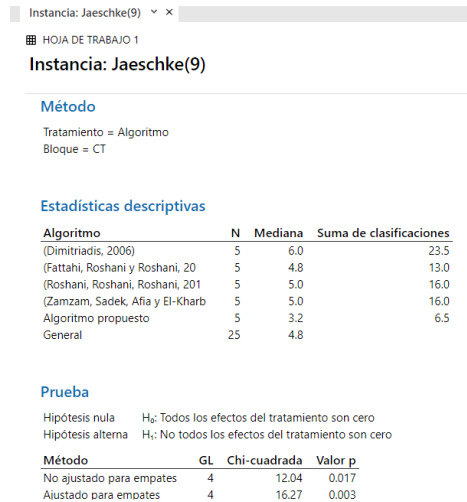 Instancia: Jaeschke(9)
HOJA DE TRABAJO 1
Instancia: Jaeschke(9)
Método
Tratamiento = Algoritmo
Bloque = CT
Estadísticas descriptivas
Algoritmo N Mediana Suma de clasificaciones
(Dimitriadis, 2006) 5 6.0 23.5
(Fattahi, Roshani y Roshani, 20 5 4.8 13.0
(Roshani, Roshani, Roshani, 201 5 5.0 16.0
(Zamzam, Sadek, Afia y El-Kharb 5 5.0 16.0
Algoritmo propuesto 5 3.2 6.5
General 25 4.8
Prueba
Hipótesis nula H₀: Todos los efectos del tratamiento son cero
Hipótesis alterna H₁: No todos los efectos del tratamiento son cero
Método GL Chi-cuadrada Valor p
No ajustado para empates 4 12.04 0.017
Ajustado para empates 4 16.27 0.003